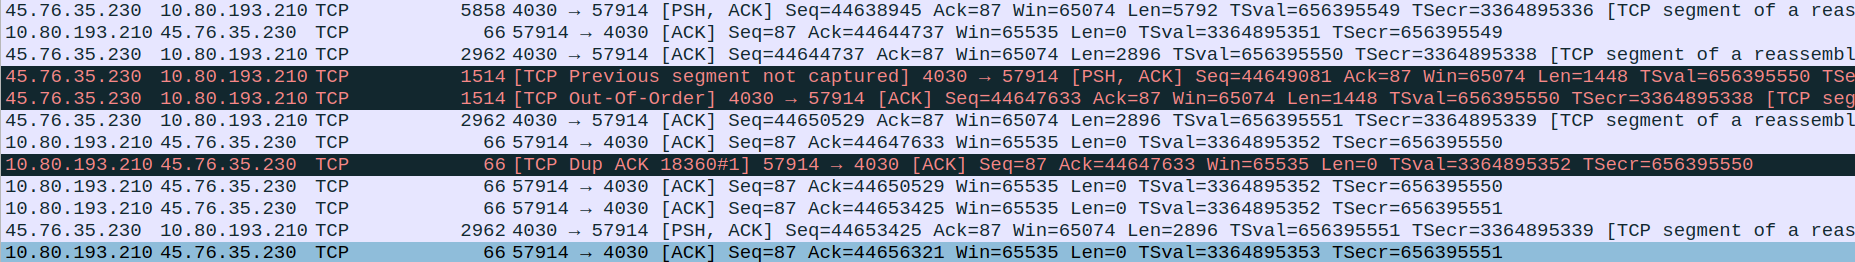 45.76.35.230 10.80.193.210 TCP 5858 4030 → 57914 [PSH, ACK] Seq=44638945 Ack=87 Win=65074 Len=5792 TSval=656395549 TSecr=3364895336 [TCP segment of a reas
10.80.193.210 45.76.35.230 TCP 66 57914 → 4030 [ACK] Seq=87 Ack=44644737 Win=65535 Len=0 TSval=3364895351 TSecr=656395549
45.76.35.230 10.80.193.210 TCP 2962 4030 → 57914 [ACK] Seq=44644737 Ack=87 Win=65074 Len=2896 TSval=656395550 TSecr=3364895338 [TCP segment of a reassembl
45.76.35.230 10.80.193.210 TCP 1514 [TCP Previous segment not captured] 4030 → 57914 [PSH, ACK] Seq=44649081 Ack=87 Win=65074 Len=1448 TSval=656395550 TSe
45.76.35.230 10.80.193.210 TCP 1514 [TCP Out-Of-Order] 4030 → 57914 [ACK] Seq=44647633 Ack=87 Win=65074 Len=1448 TSval=656395550 TSecr=3364895338 [TCP seg
45.76.35.230 10.80.193.210 TCP 2962 4030 → 57914 [ACK] Seq=44650529 Ack=87 Win=65074 Len=2896 TSval=656395551 TSecr=3364895339 [TCP segment of a reassembl
10.80.193.210 45.76.35.230 TCP 66 57914 → 4030 [ACK] Seq=87 Ack=44647633 Win=65535 Len=0 TSval=3364895352 TSecr=656395550
10.80.193.210 45.76.35.230 TCP 66 [TCP Dup ACK 18360#1] 57914 → 4030 [ACK] Seq=87 Ack=44647633 Win=65535 Len=0 TSval=3364895352 TSecr=656395550
10.80.193.210 45.76.35.230 TCP 66 57914 → 4030 [ACK] Seq=87 Ack=44650529 Win=65535 Len=0 TSval=3364895352 TSecr=656395550
10.80.193.210 45.76.35.230 TCP 66 57914 → 4030 [ACK] Seq=87 Ack=44653425 Win=65535 Len=0 TSval=3364895352 TSecr=656395551
45.76.35.230 10.80.193.210 TCP 2962 4030 → 57914 [PSH, ACK] Seq=44653425 Ack=87 Win=65074 Len=2896 TSval=656395551 TSecr=3364895339 [TCP segment of a reas
10.80.193.210 45.76.35.230 TCP 66 57914 → 4030 [ACK] Seq=87 Ack=44656321 Win=65535 Len=0 TSval=3364895353 TSecr=656395551